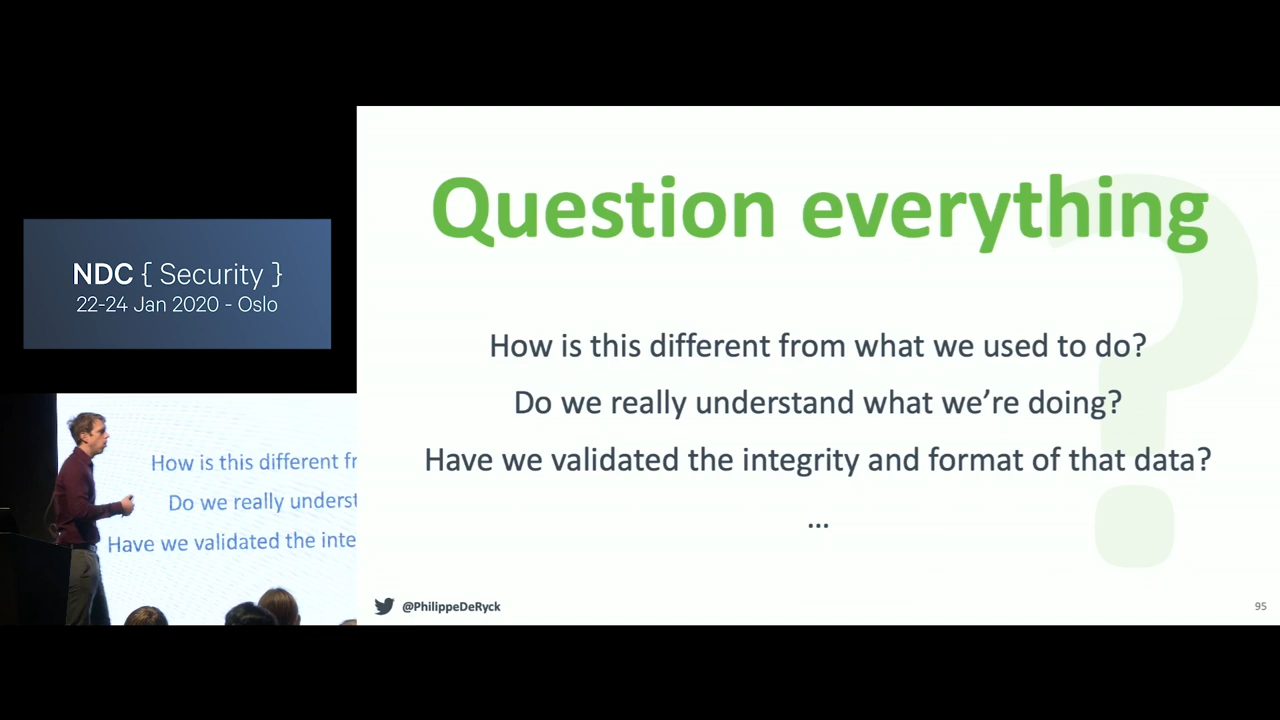 NDC { Security }
22-24 Jan 2020 - Oslo
How is this different fr
Do we really underst
Have we validated the inte
Question everything
?
How is this different from what we used to do?
Do we really understand what we’re doing?
Have we validated the integrity and format of that data?
...
@PhilippeDeRyck
95